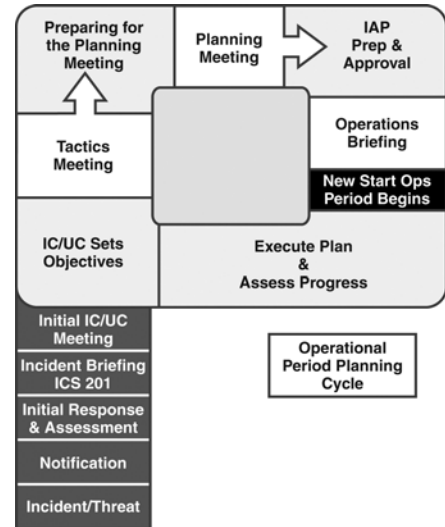 Preparing for
the Planning
Meeting
Planning
Meeting
IAP
Prep &
Approval
Tactics
Meeting
Operations
Briefing
New Start Ops
Period Begins
IC/UC Sets
Objectives
Execute Plan
&
Assess Progress
Initial IC/UC
Meeting
Incident Briefing
ICS 201
Initial Response
& Assessment
Notification
Incident/Threat
Operational
Period Planning
Cycle